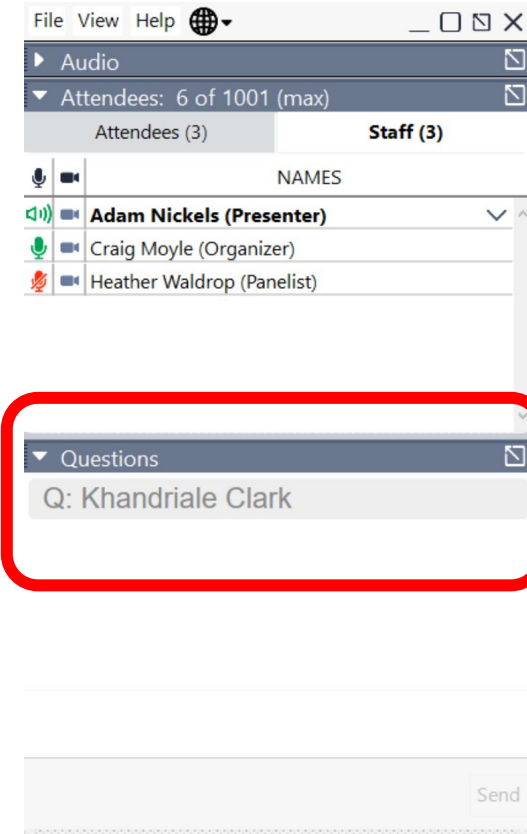 File View Help
Audio
Attendees: 6 of 1001 (max)
Attendees (3) Staff (3)
NAMES
Adam Nickels (Presenter)
Craig Moyle (Organizer)
Heather Waldrop (Panelist)
Questions
Q: Khandriale Clark
Send